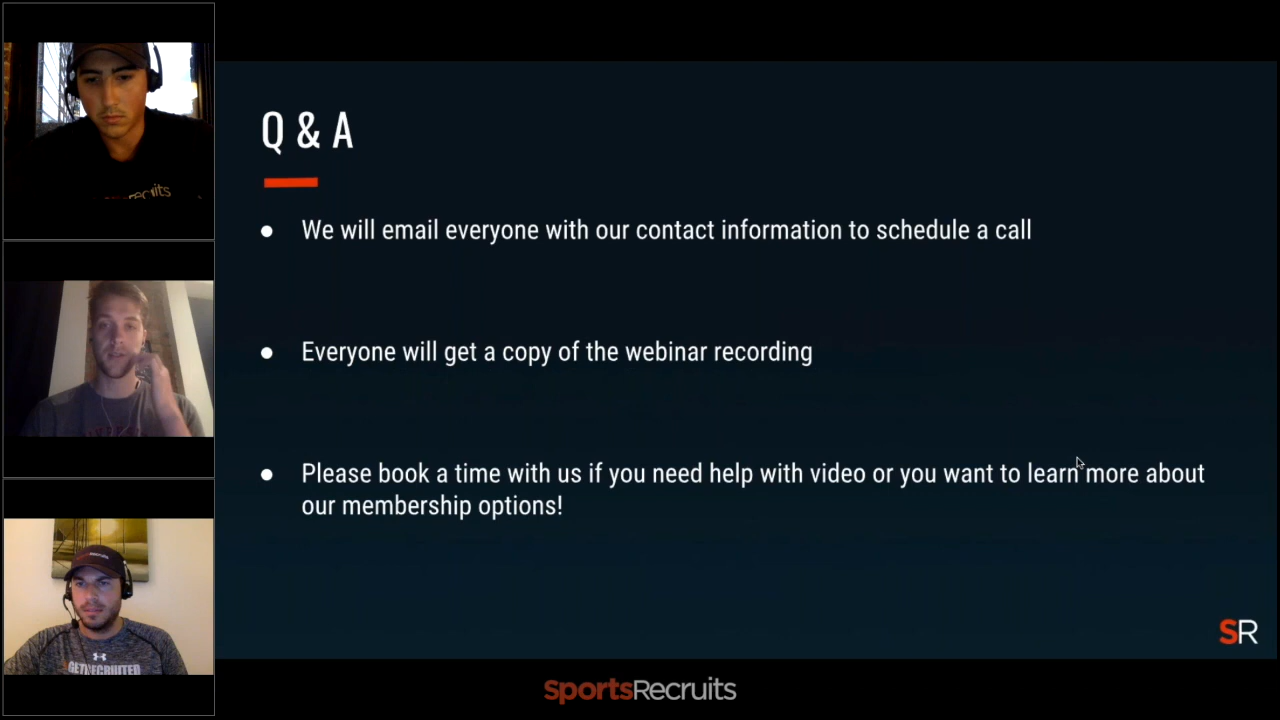 Q & A
● We will email everyone with our contact information to schedule a call
● Everyone will get a copy of the webinar recording
● Please book a time with us if you need help with video or you want to learn more about
our membership options!
SR
SportsRecruits
GETRECRUITED